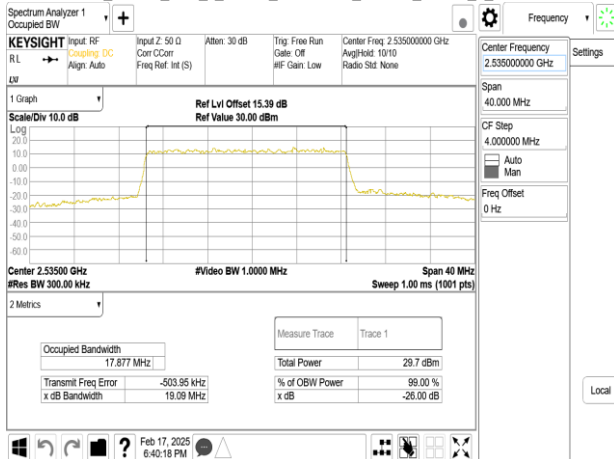 Spectrum Analyzer 1
Occupied BW
Frequency
KEYSIGHT
RL
LXI
Input: RF
Coupling: DC
Align: Auto
Input Z: 50 Ω
Corr CCorr
Freq Ref: Int (S)
Atten: 30 dB
Trig: Free Run
Gate: Off
#IF Gain: Low
Center Freq: 2.535000000 GHz
Avg|Hold: 10/10
Radio Std: None
Center Frequency
2.535000000 GHz
Settings
Span
40.000 MHz
CF Step
4.000000 MHz
Auto
Man
Freq Offset
0 Hz
Local
1 Graph
Ref Lvl Offset 15.39 dB
Scale/Div 10.0 dB
Ref Value 30.00 dBm
Log
20.0
10.0
0.00
-10.0
-20.0
-30.0
-40.0
-50.0
-60.0
Center 2.53500 GHz
#Video BW 1.0000 MHz
Span 40 MHz
#Res BW 300.00 kHz
Sweep 1.00 ms (1001 pts)
2 Metrics
Measure Trace
Trace 1
Occupied Bandwidth
17.877 MHz
Total Power
29.7 dBm
Transmit Freq Error
-503.95 kHz
% of OBW Power
99.00 %
x dB Bandwidth
19.09 MHz
x dB
-26.00 dB
?
Feb 17, 2025
6:40:18 PM